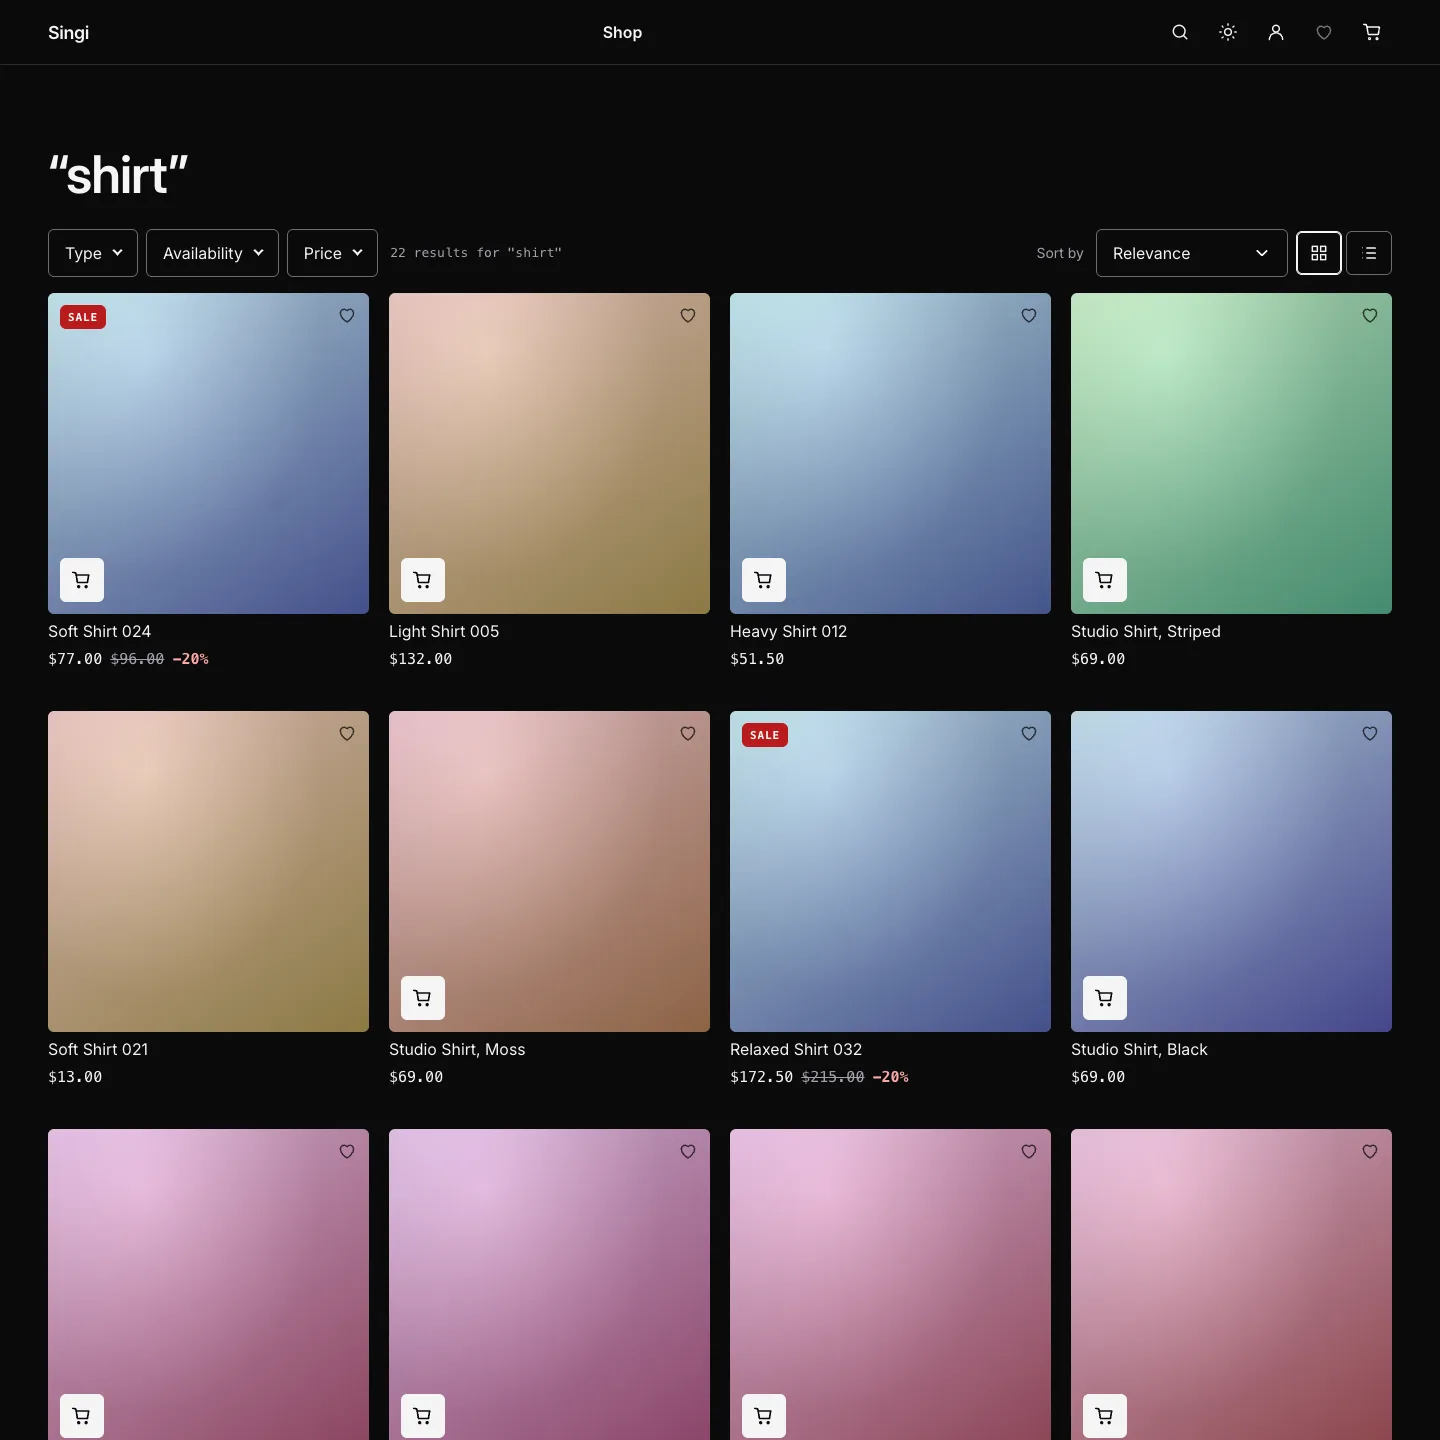 Singi
Shop
“shirt”
Type
Availability
Price
22 results for "shirt"
Sort by
Relevance
SALE
Soft Shirt 024
$77.00 $96.00 −20%
Light Shirt 005
$132.00
Heavy Shirt 012
$51.50
Studio Shirt, Striped
$69.00
Soft Shirt 021
$13.00
Studio Shirt, Moss
$69.00
SALE
Relaxed Shirt 032
$172.50 $215.00 −20%
Studio Shirt, Black
$69.00